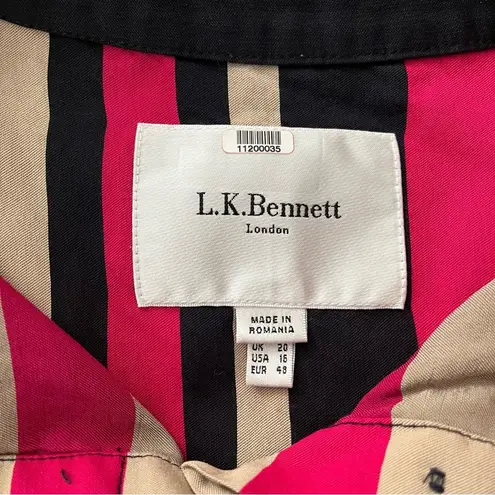 11200035
L.K.Bennett
London
MADE IN
ROMANIA
UK 20
USA 16
EUR 48